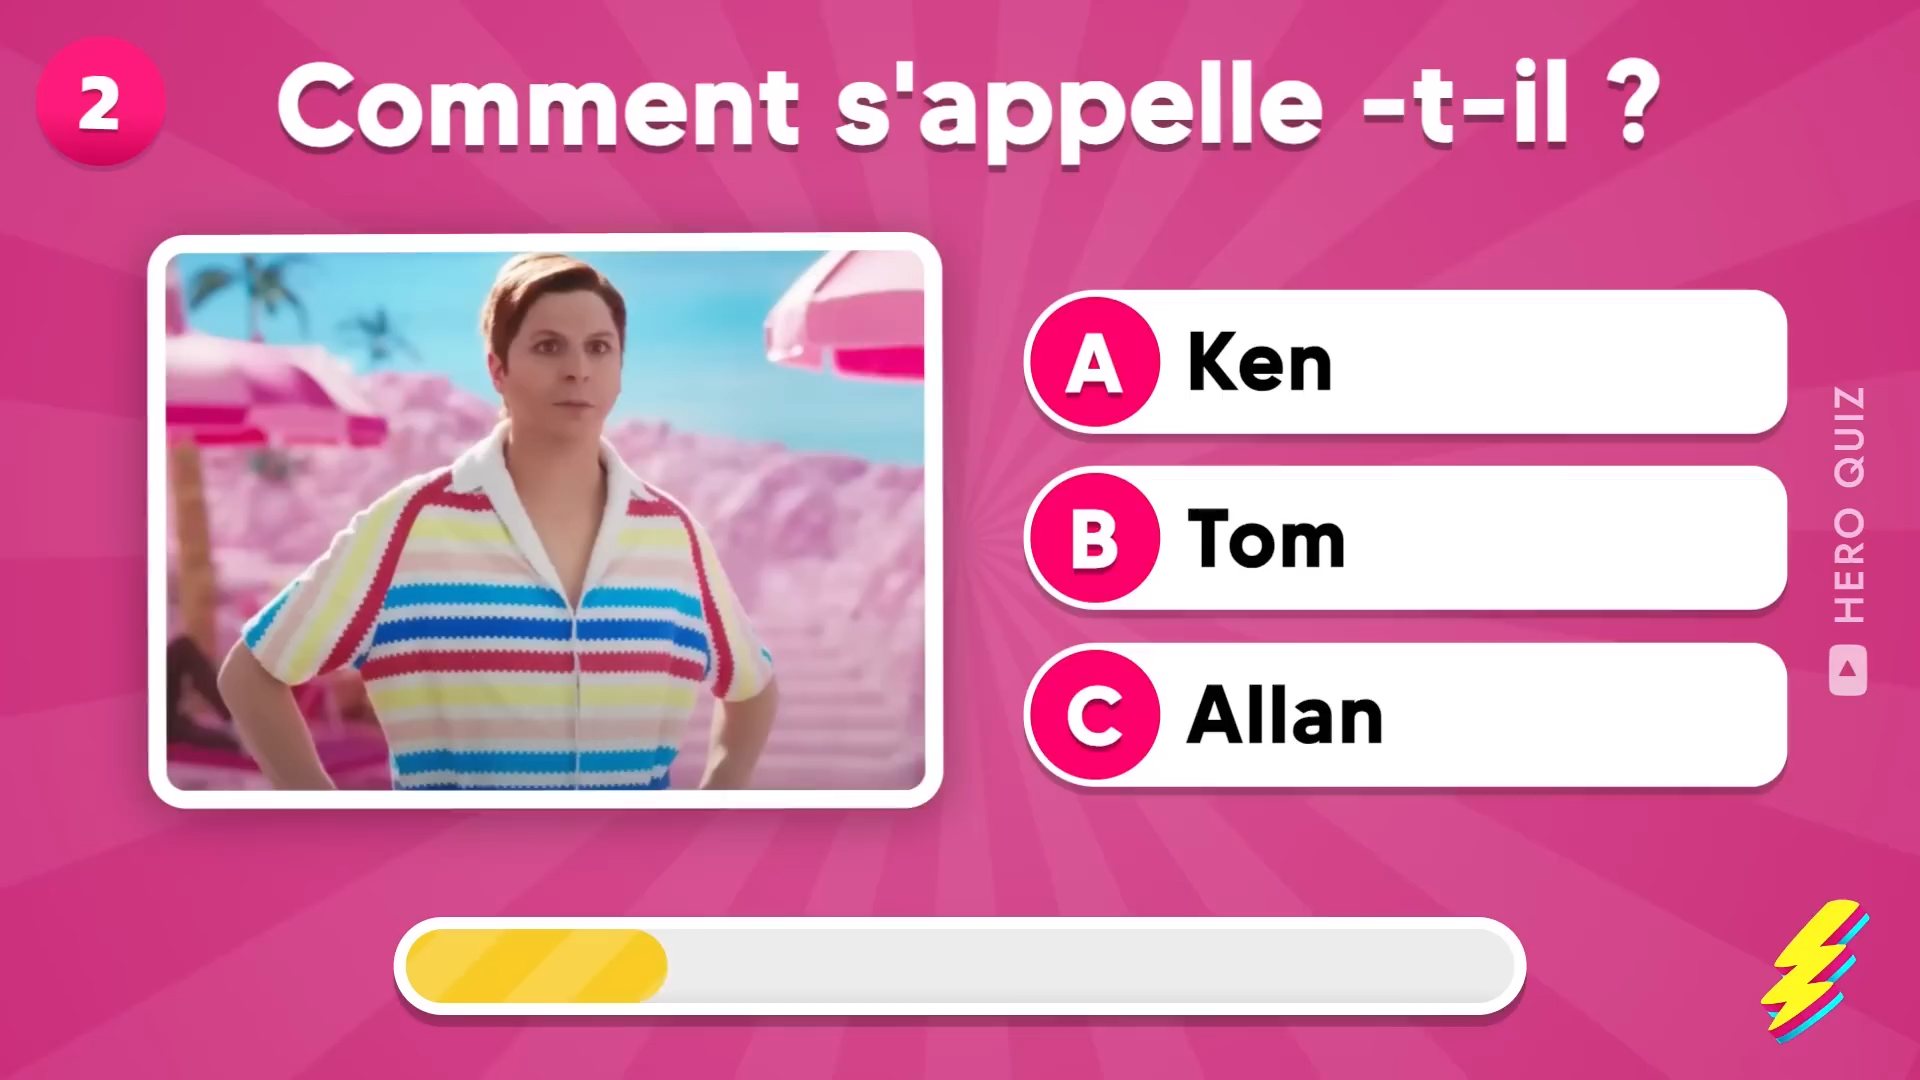 2
Comment s'appelle -t-il ?
A Ken
B Tom
C Allan
HERO QUIZ